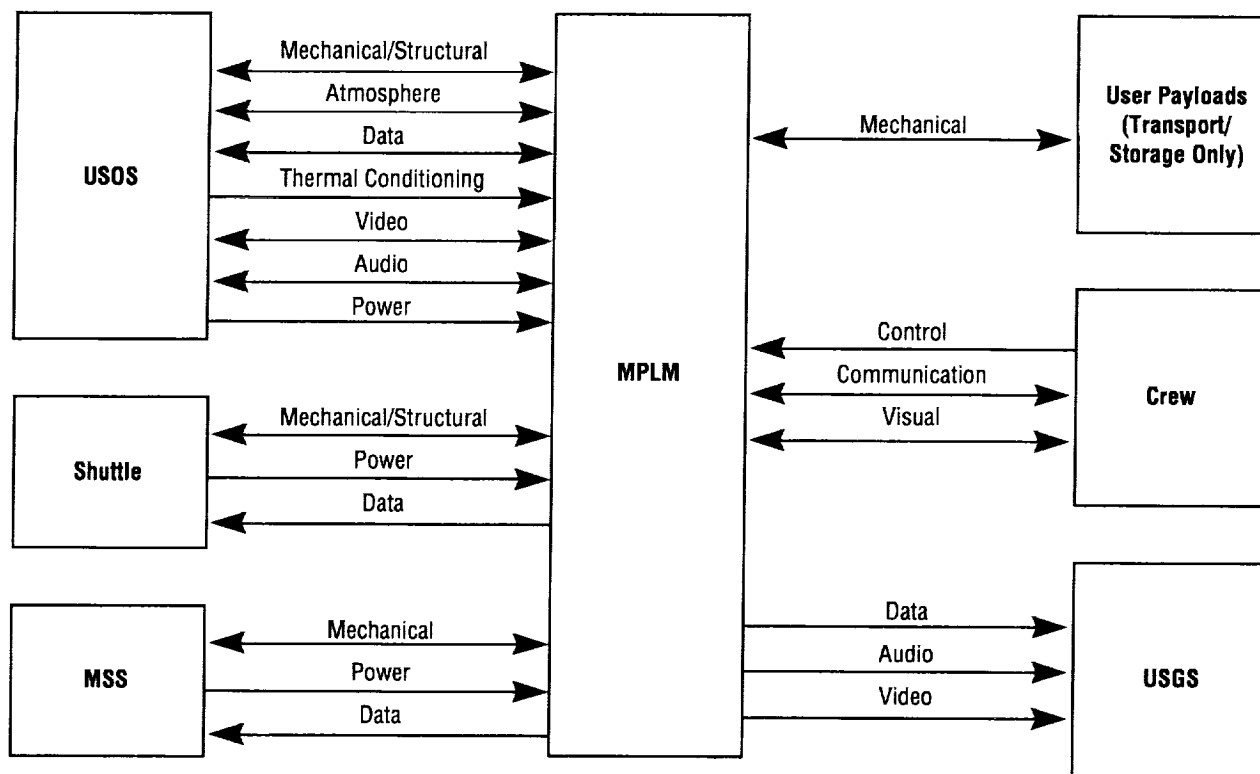 USOS
Mechanical/Structural
Atmosphere
Data
Thermal Conditioning
Video
Audio
Power
Shuttle
Mechanical/Structural
Power
Data
MSS
Mechanical
Power
Data
MPLM
Mechanical
User Payloads
(Transport/
Storage Only)
Control
Communication
Visual
Crew
Data
Audio
Video
USGS